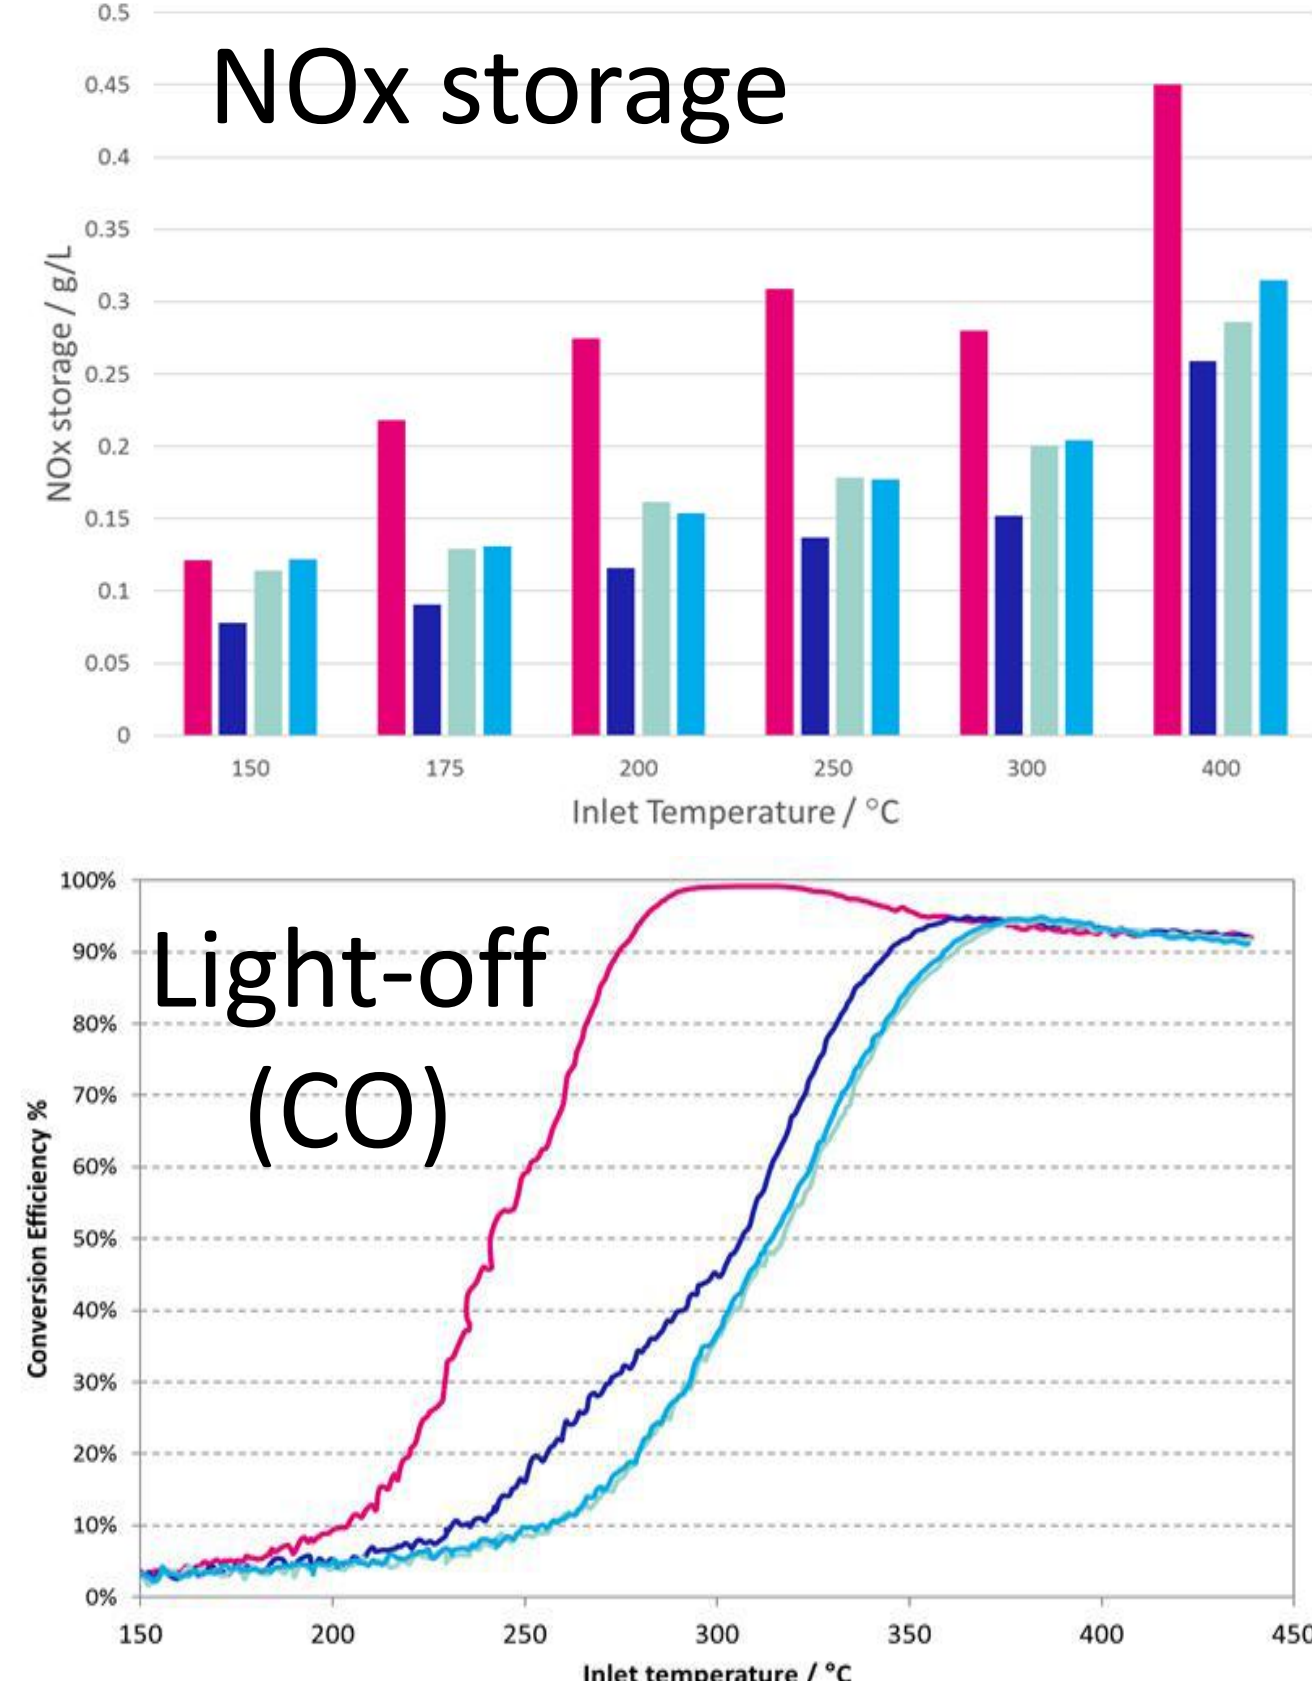 NOx storage
0.5
0.45
0.4
0.35
0.3
0.25
0.2
0.15
0.1
0.05
0
NOx storage / g/L
150 175 200 250 300 400
Inlet Temperature / °C
Light-off
(CO)
100%
90%
80%
70%
60%
50%
40%
30%
20%
10%
0%
Conversion Efficiency %
150 200 250 300 350 400 450
Inlet temperature / °C